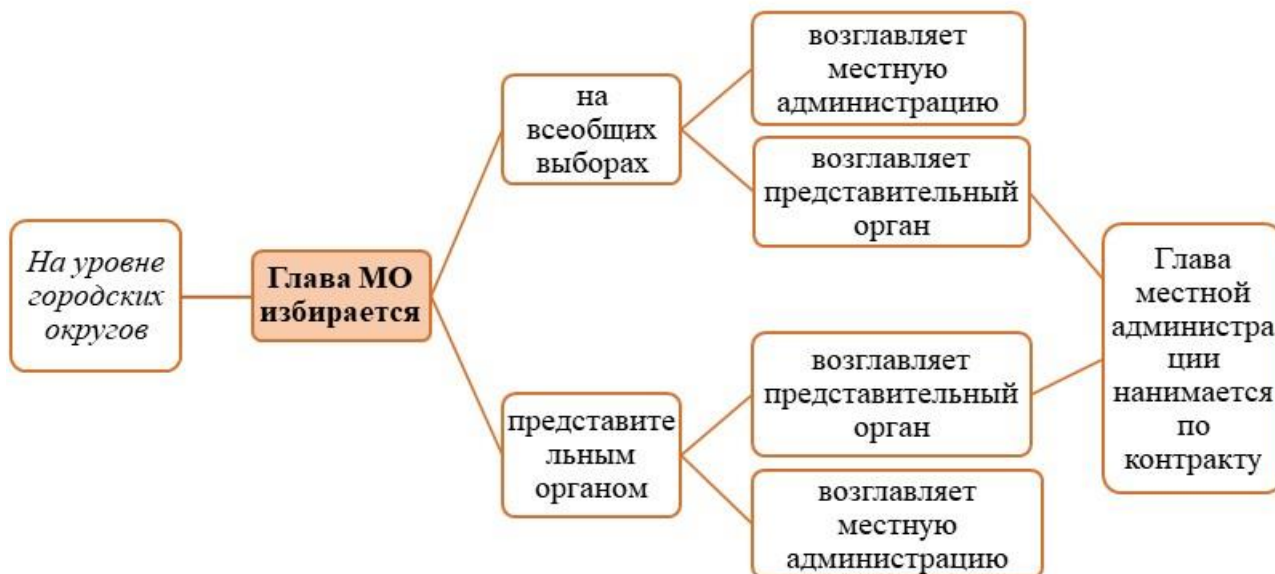 На уровне
городских
округов
Глава МО
избирается
на
всеобщих
выборах
возглавляет
местную
администрацию
возглавляет
представительный
орган
представите
льным
органом
возглавляет
представительный
орган
возглавляет
местную
администрацию
Глава
местной
администра
ции
нанимается
по
контракту